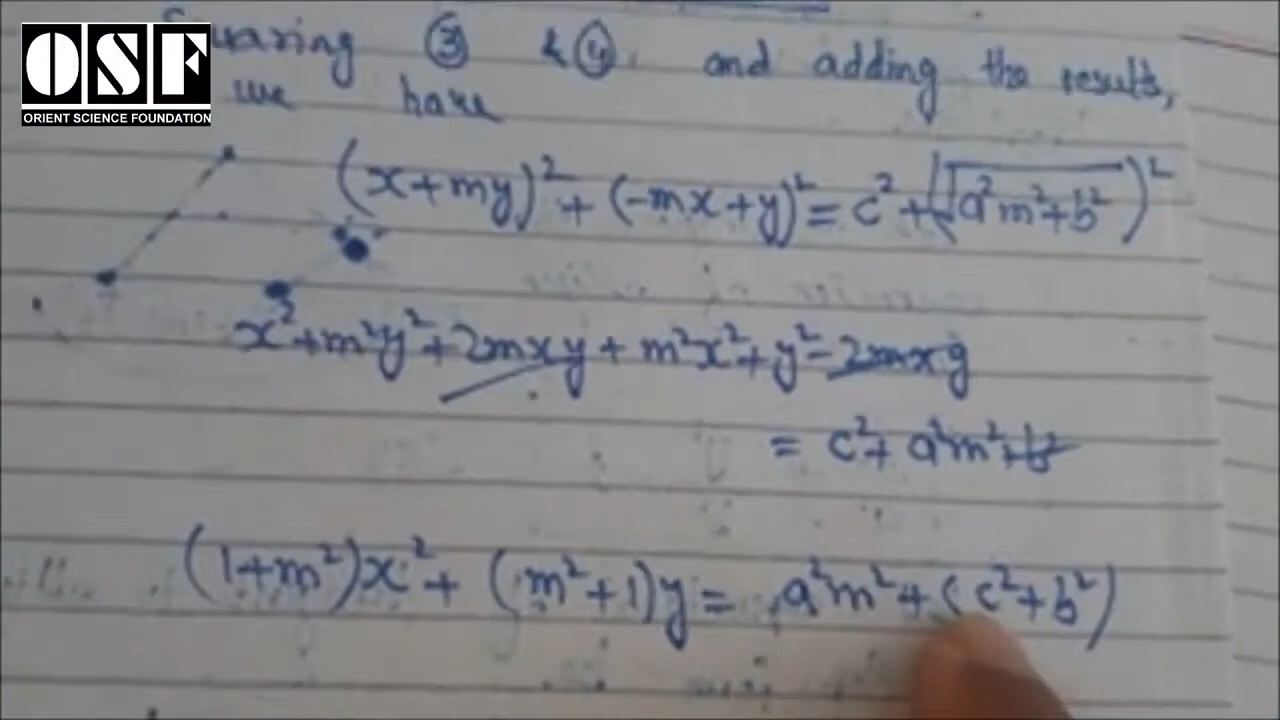 OSF
ORIENT SCIENCE FOUNDATION
③ & ④ and adding the results,
we have
(x+my)²+(-mx+y)²=c²+(√a²m²+b²)²
x²+m²y²+2mxy+m²x²+y²-2mxy
= c²+a²m²+b²
(1+m²)x²+(m²+1)y=a²m²+(c²+b²)